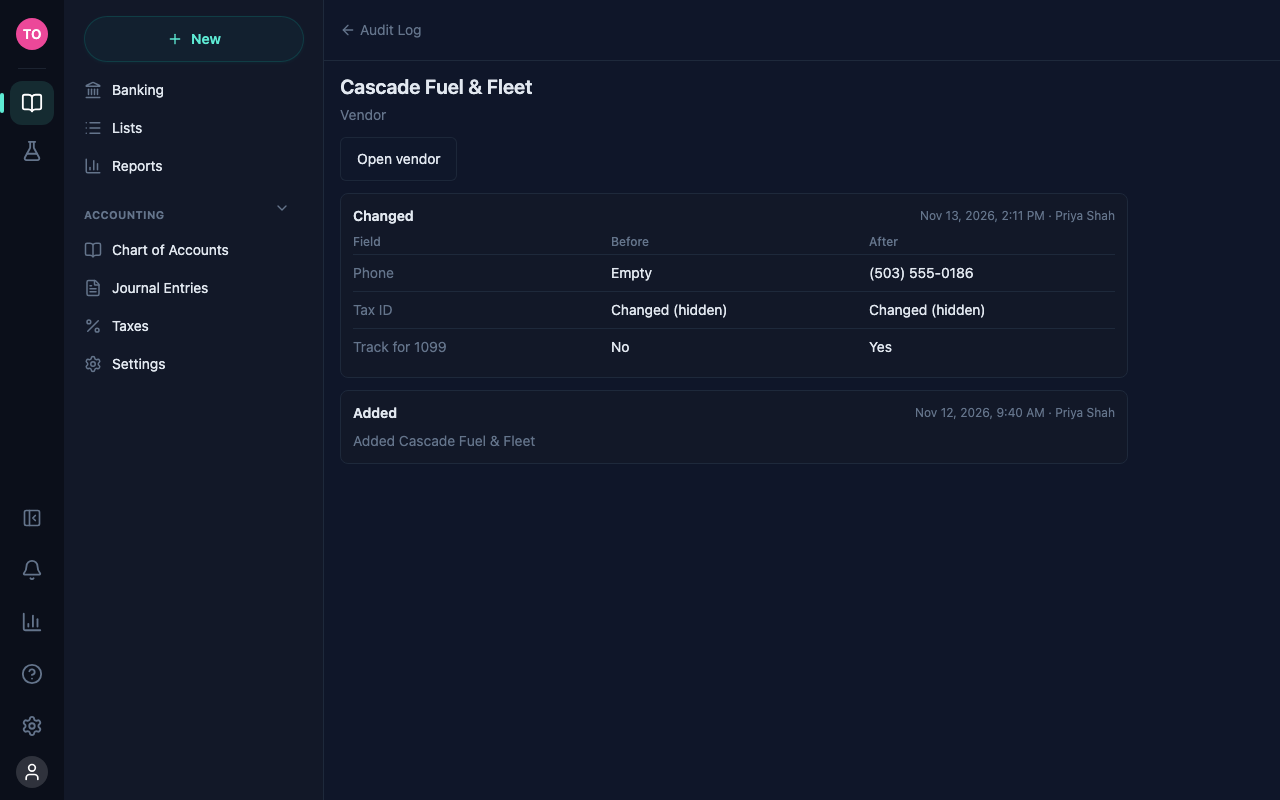 TO
New
Banking
Lists
Reports
ACCOUNTING
Chart of Accounts
Journal Entries
Taxes
Settings
Audit Log
Cascade Fuel & Fleet
Vendor
Open vendor
Changed Nov 13, 2026, 2:11 PM · Priya Shah
Field Before After
Phone Empty (503) 555-0186
Tax ID Changed (hidden) Changed (hidden)
Track for 1099 No Yes
Added Nov 12, 2026, 9:40 AM · Priya Shah
Added Cascade Fuel & Fleet